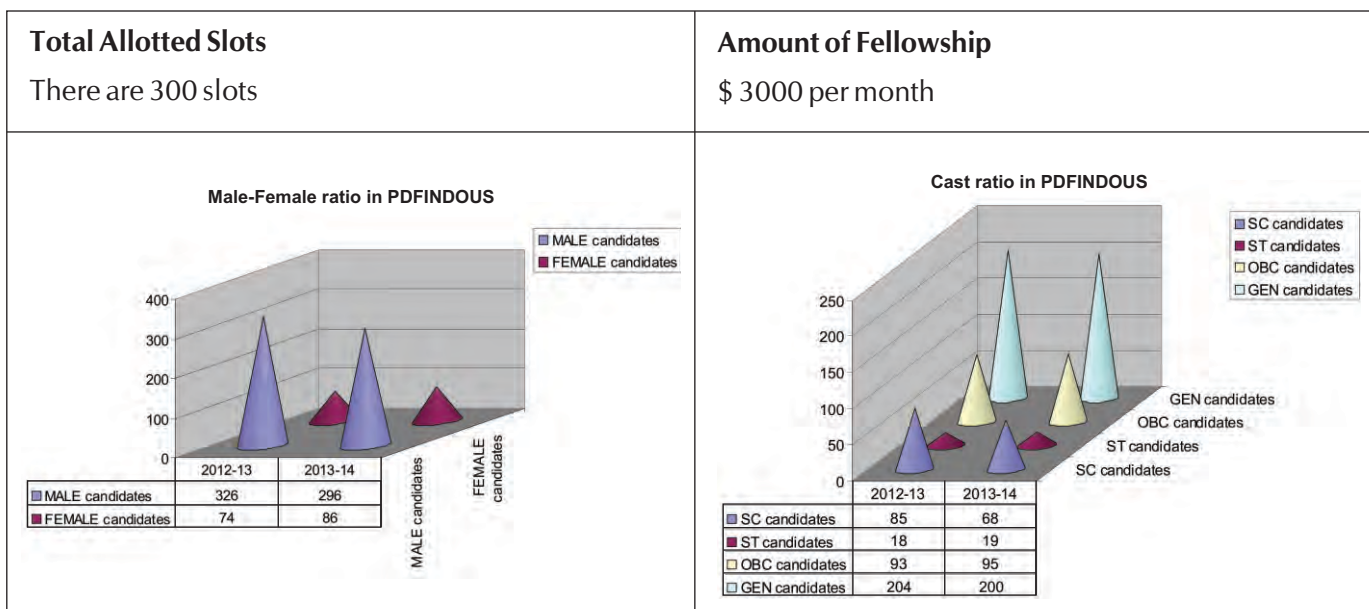 Total Allotted Slots
There are 300 slots
Amount of Fellowship
$ 3000 per month
Male-Female ratio in PDFINDOUS
MALE candidates
FEMALE candidates
400
300
200
100
0
2012-13 2013-14
MALE candidates 326 296
FEMALE candidates 74 86
MALE candidates
FEMALE
candidates
Cast ratio in PDFINDOUS
SC candidates
ST candidates
OBC candidates
GEN candidates
250
200
150
100
50
0
GEN candidates
OBC candidates
ST candidates
SC candidates
2012-13 2013-14
SC candidates 85 68
ST candidates 18 19
OBC candidates 93 95
GEN candidates 204 200